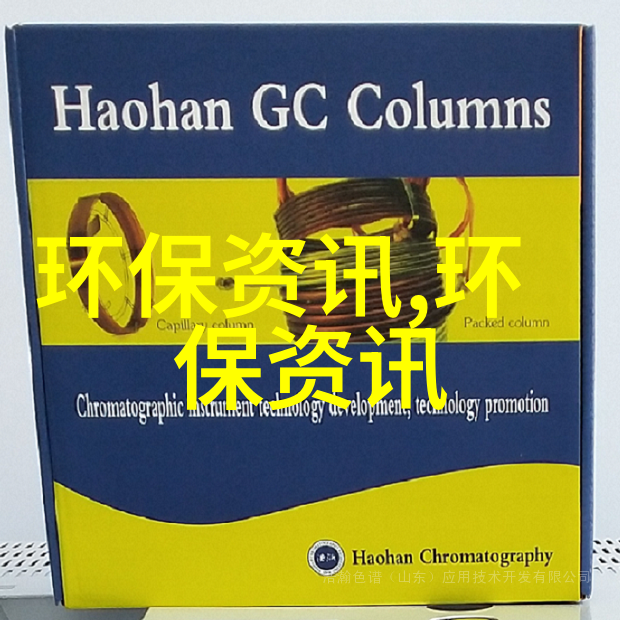 Haohan GC Columns
环保资讯,环
保资讯
Capillary column
Packed column
Chromatographic instrument technology development, technology promotion
Haohan Chromatography
浩瀚色谱（山东）应用技术开发有限公司